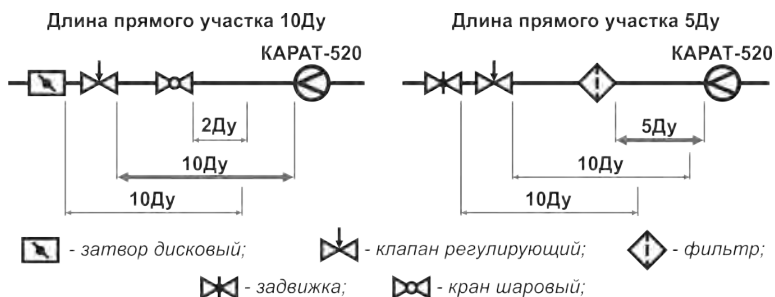 Длина прямого участка 10Ду
Длина прямого участка 5Ду
КАРАТ-520
КАРАТ-520
2Ду
5Ду
10Ду
10Ду
10Ду
10Ду
- затвор дисковый;
- клапан регулирующий;
- фильтр;
- задвижка;
- кран шаровый;